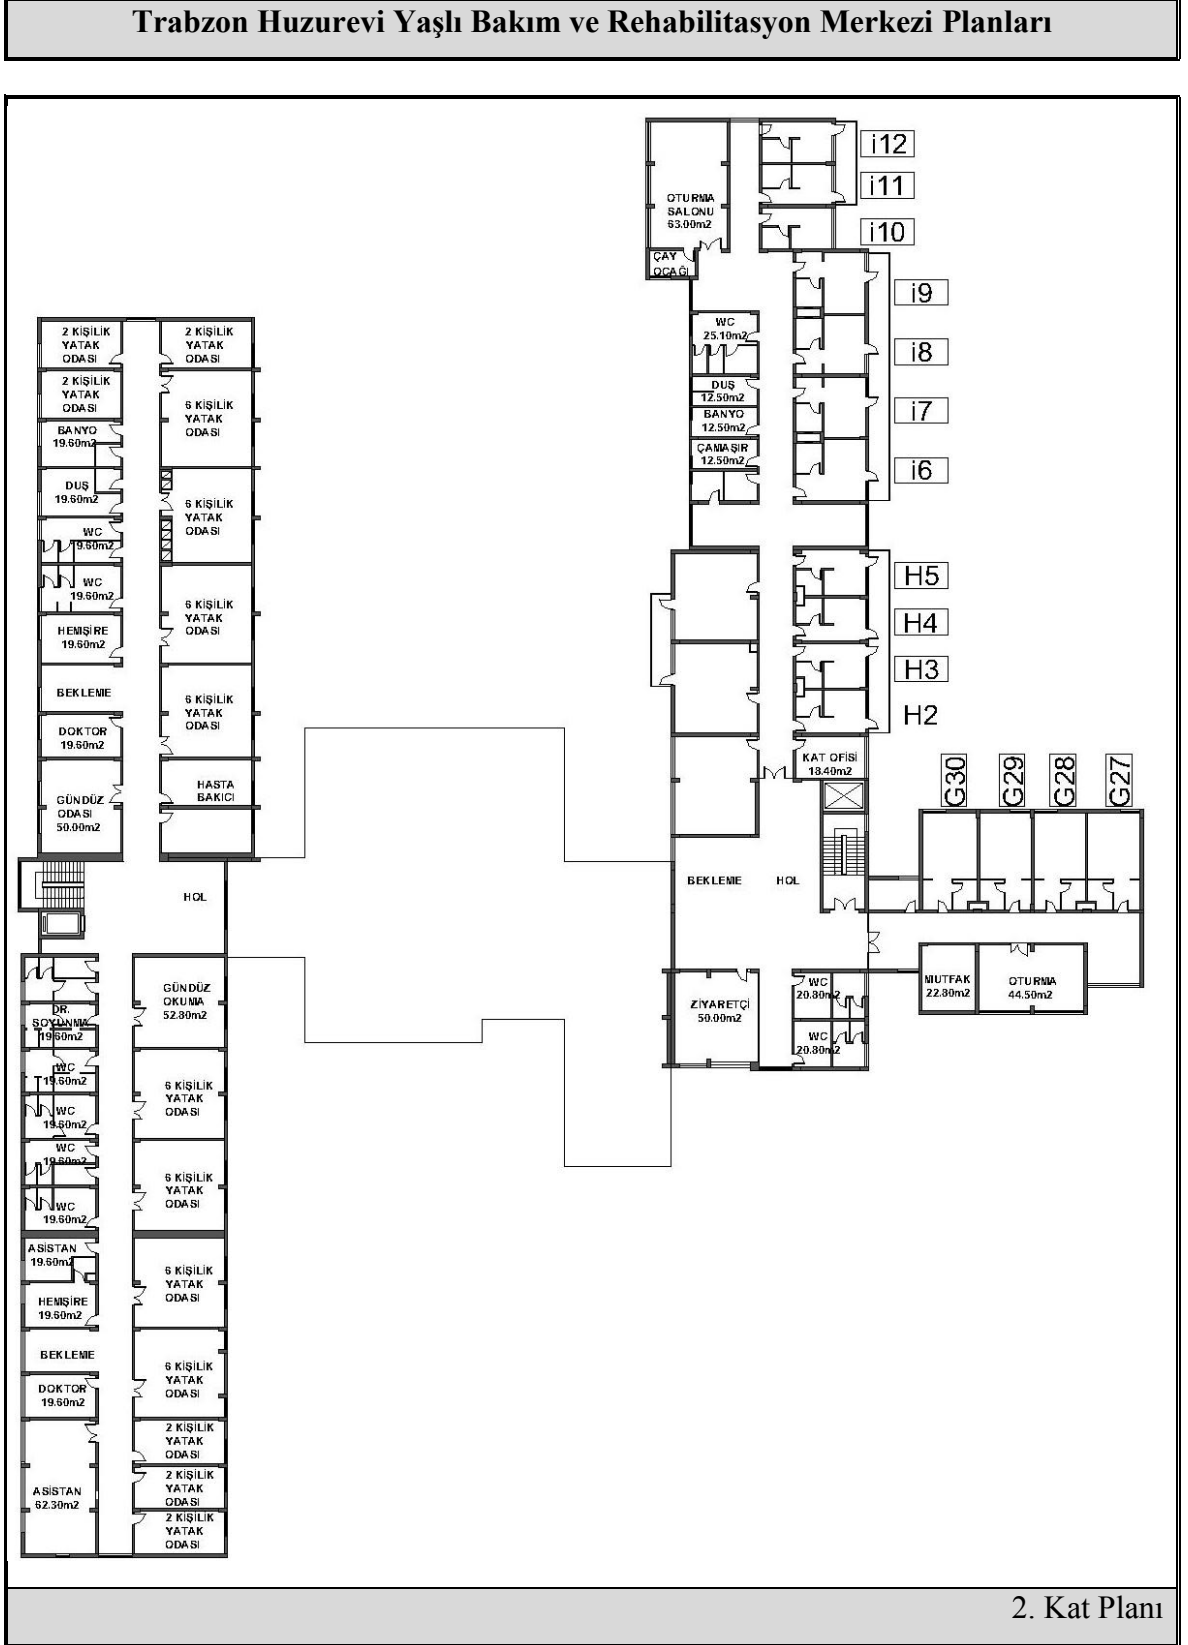 Trabzon Huzurevi Yaşlı Bakım ve Rehabilitasyon Merkezi Planları
i12
i11
i10
i9
i8
i7
i6
OTURMA
SALONU
63.00m2
ÇAY
OCAĞI
WC
25.10m2
DUŞ
12.50m2
BANYO
12.50m2
ÇAMAŞIR
12.50m2
H5
H4
H3
H2
KAT OFİSİ
18.40m2
G30
G29
G28
G27
BEKLEME
HOL
MUTFAK
22.80m2
OTURMA
44.50m2
ZİYARETÇİ
50.00m2
WC
20.80m2
WC
20.80m2
2 KİŞİLİK
YATAK
ODASI
2 KİŞİLİK
YATAK
ODASI
2 KİŞİLİK
YATAK
ODASI
6 KİŞİLİK
YATAK
ODASI
BANYO
19.60m2
DUŞ
19.60m2
6 KİŞİLİK
YATAK
ODASI
WC
19.60m2
WC
19.60m2
6 KİŞİLİK
YATAK
ODASI
HEMŞİRE
19.60m2
BEKLEME
6 KİŞİLİK
YATAK
ODASI
DOKTOR
19.60m2
GÜNDÜZ
ODASI
50.00m2
HASTA
BAKICI
HOL
GÜNDÜZ
OKUMA
52.80m2
DR.
SOYUNMA
19.60m2
WC
19.60m2
6 KİŞİLİK
YATAK
ODASI
WC
19.60m2
WC
19.60m2
6 KİŞİLİK
YATAK
ODASI
WC
19.60m2
ASİSTAN
19.60m2
6 KİŞİLİK
YATAK
ODASI
HEMŞİRE
19.60m2
BEKLEME
6 KİŞİLİK
YATAK
ODASI
DOKTOR
19.60m2
2 KİŞİLİK
YATAK
ODASI
ASİSTAN
62.30m2
2 KİŞİLİK
YATAK
ODASI
2 KİŞİLİK
YATAK
ODASI
2. Kat Planı